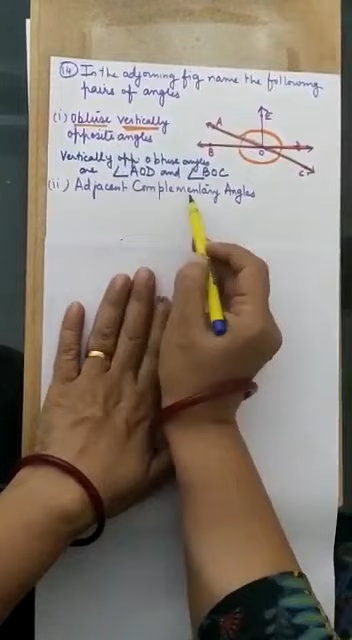 14 In the adjoining fig name the following
pairs of angles
(i) Obtuse vertically
opposite angles
Vertically opp obtuse angles
are ∠AOD and ∠BOC
(ii) Adjacent Complementary Angles
E
A
B
O
C